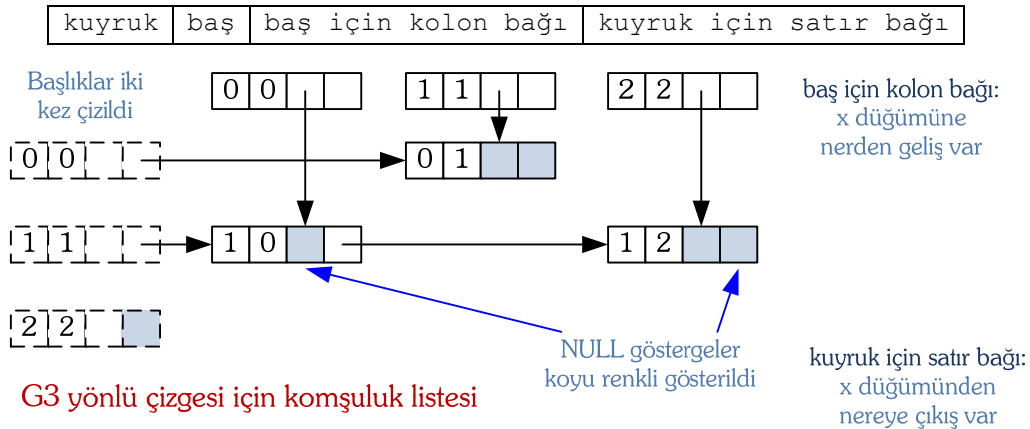 kuyruk baş baş için kolon bağı kuyruk için satır bağı
Başlıklar iki
kez çizildi
0 0
1 1
2 2
baş için kolon bağı:
x düğümüne
nerden geliş var
0 0
0 1
1 1
1 0
1 2
2 2
NULL göstergeler
koyu renkli gösterildi
kuyruk için satır bağı:
x düğümünden
nereye çıkış var
G3 yönlü çizgesi için komşuluk listesi